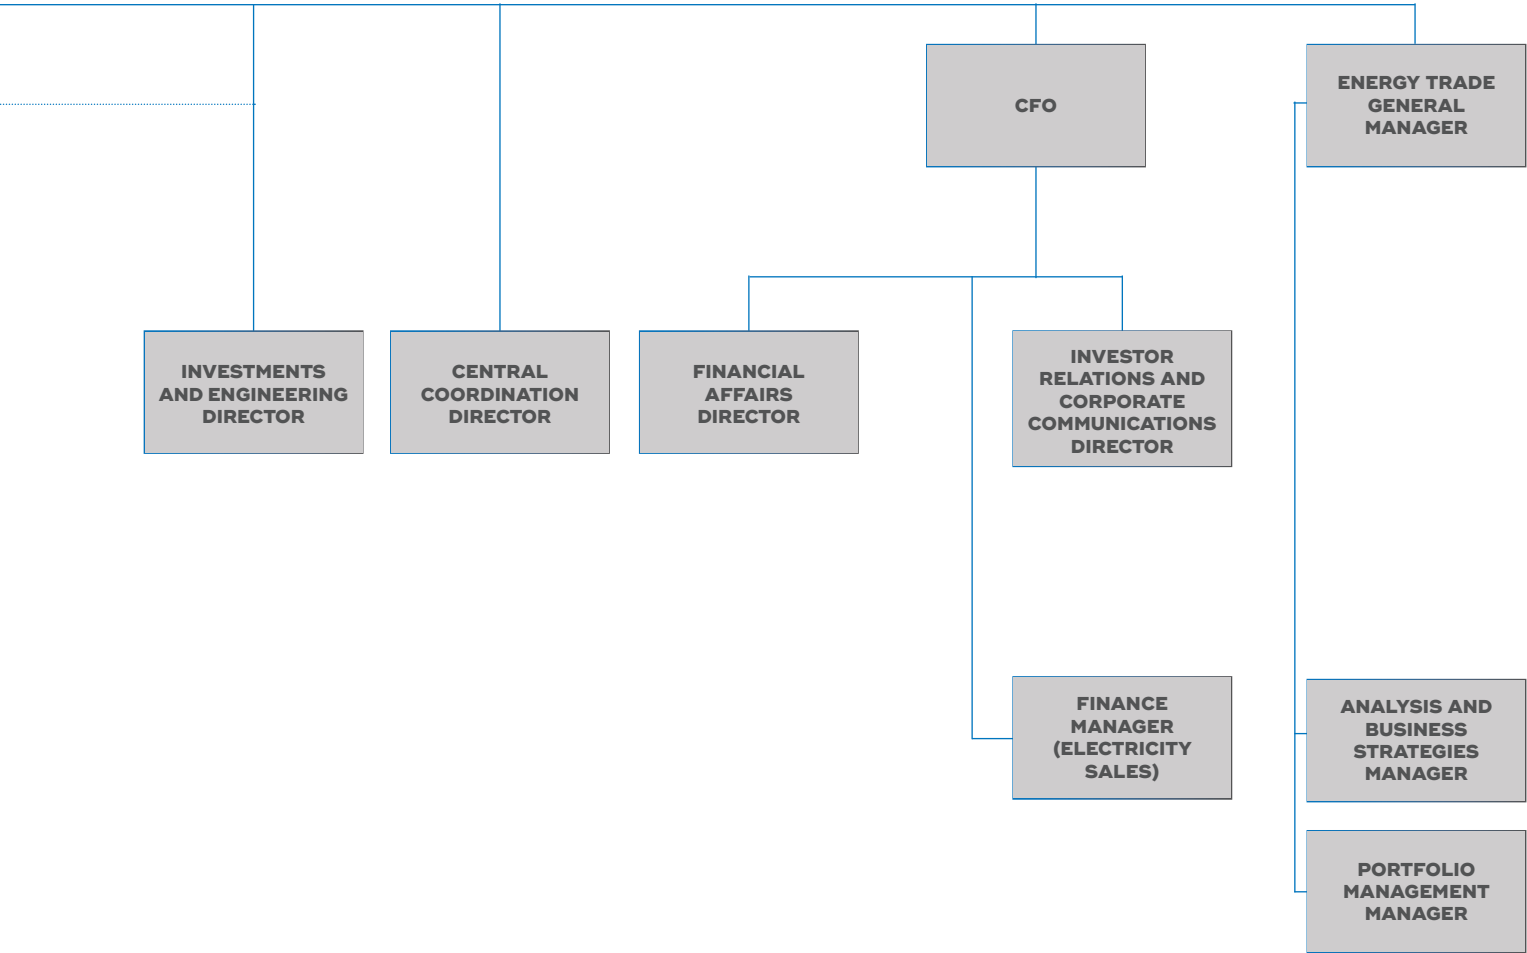 CFO
ENERGY TRADE
GENERAL
MANAGER
INVESTMENTS
AND ENGINEERING
DIRECTOR
CENTRAL
COORDINATION
DIRECTOR
FINANCIAL
AFFAIRS
DIRECTOR
INVESTOR
RELATIONS AND
CORPORATE
COMMUNICATIONS
DIRECTOR
FINANCE
MANAGER
(ELECTRICITY
SALES)
ANALYSIS AND
BUSINESS
STRATEGIES
MANAGER
PORTFOLIO
MANAGEMENT
MANAGER